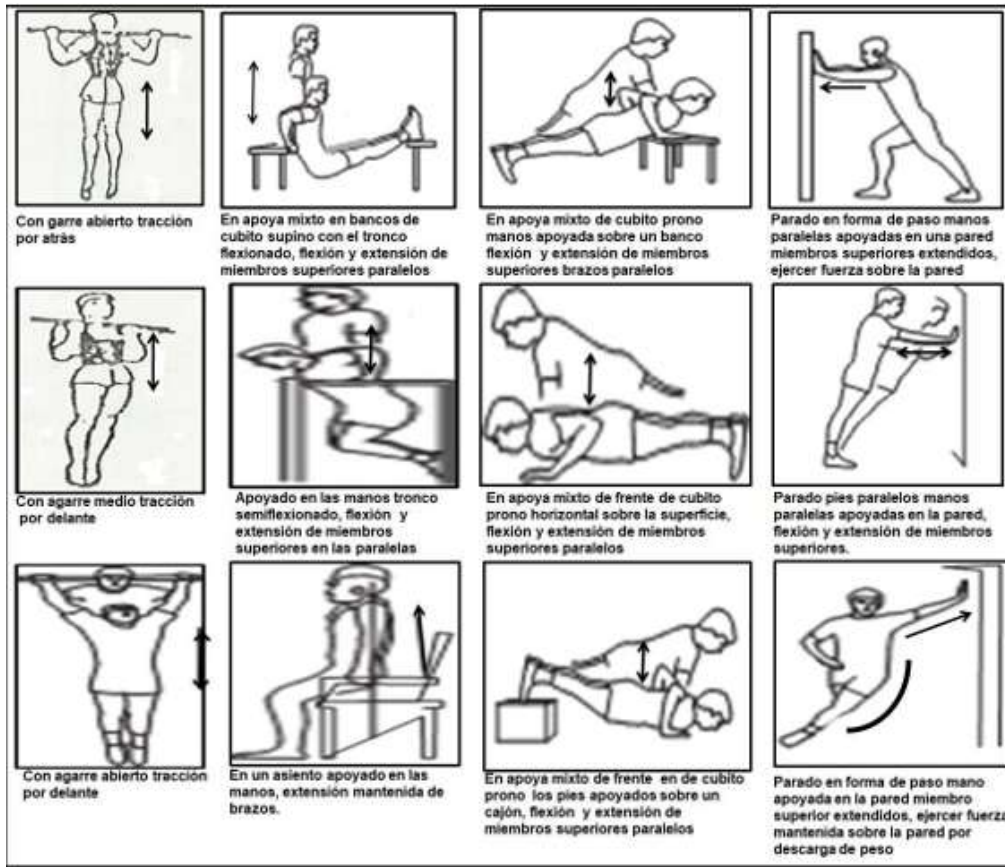 Con garre abierto tracción
por atrás
En apoya mixto en bancos de
cubito supino con el tronco
flexionado, flexión y extensión de
miembros superiores paralelos
En apoya mixto de cubito prono
manos apoyada sobre un banco
flexión y extensión de miembros
superiores brazos paralelos
Parado en forma de paso manos
paralelas apoyadas en una pared
miembros superiores extendidos,
ejercer fuerza sobre la pared
Con agarre medio tracción
por delante
Apoyado en las manos tronco
semiflexionado, flexión y
extensión de miembros
superiores en las paralelas
En apoya mixto de frente de cubito
prono horizontal sobre la superficie,
flexión y extensión de miembros
superiores paralelos
Parado pies paralelos manos
paralelas apoyadas en la pared,
flexión y extensión de miembros
superiores.
Con agarre abierto tracción
por delante
En un asiento apoyado en las
manos, extensión mantenida de
brazos.
En apoya mixto de frente en de cubito
prono los pies apoyados sobre un
cajón, flexión y extensión de
miembros superiores paralelos
Parado en forma de paso mano
apoyada en la pared miembro
superior extendidos, ejercer fuerza
mantenida sobre la pared por
descarga de peso